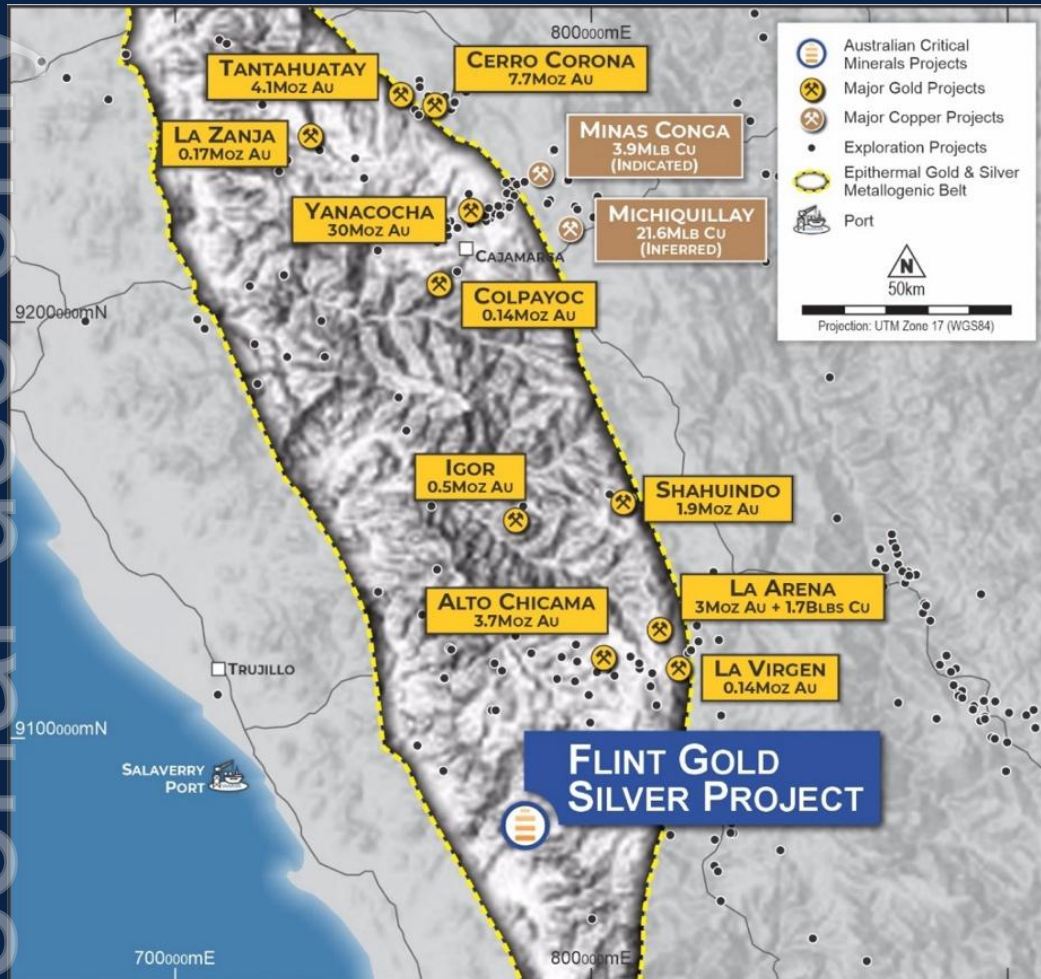 800000mE
TANTAHUATAY
4.1MOZ AU
CERRO CORONA
7.7MOZ AU
LA ZANJA
0.17MOZ AU
MINAS CONGA
3.9MLB CU
(INDICATED)
YANACOCHA
30MOZ AU
MICHIQUILLAY
21.6MLB CU
(INFERRED)
CAJAMARCA
COLPAYOC
0.14MOZ AU
9200000mN
Australian Critical
Minerals Projects
Major Gold Projects
Major Copper Projects
Exploration Projects
Epithermal Gold & Silver
Metallogenic Belt
Port
N
50km
Projection: UTM Zone 17 (WGS84)
IGOR
0.5MOZ AU
SHAHUINDO
1.9MOZ AU
ALTO CHICAMA
3.7MOZ AU
LA ARENA
3MOZ AU + 1.7BLBS CU
TRUJILLO
LA VIRGEN
0.14MOZ AU
9100000mN
SALAVERRY
PORT
FLINT GOLD
SILVER PROJECT
700000mE
800000mE